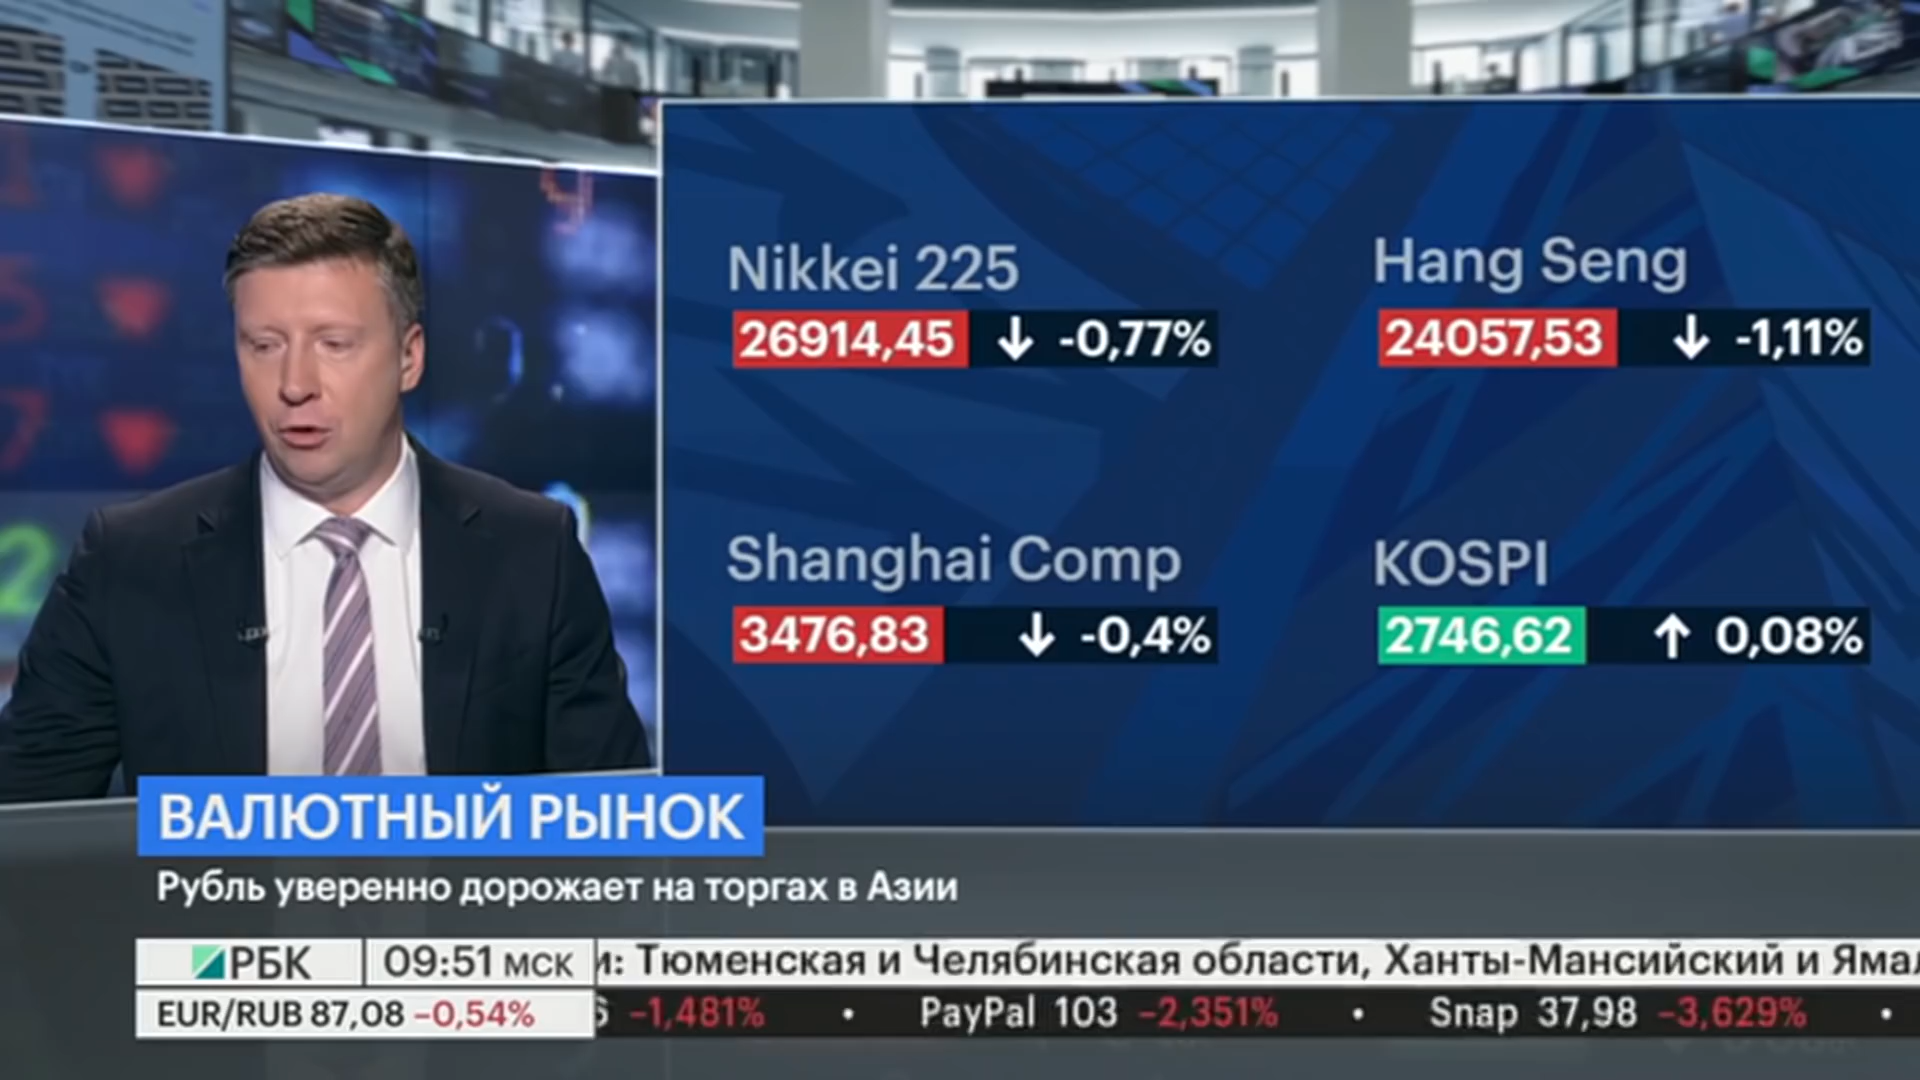 Nikkei 225
26914,45 ↓ -0,77%
Hang Seng
24057,53 ↓ -1,11%
Shanghai Comp
3476,83 ↓ -0,4%
KOSPI
2746,62 ↑ 0,08%
ВАЛЮТНЫЙ РЫНОК
Рубль уверенно дорожает на торгах в Азии
РБК 09:51 МСК
и: Тюменская и Челябинская области, Ханты-Мансийский и
EUR/RUB 87,08 -0,54%
-1,481% • PayPal 103 -2,351% • Snap 37,98 -3,629% •